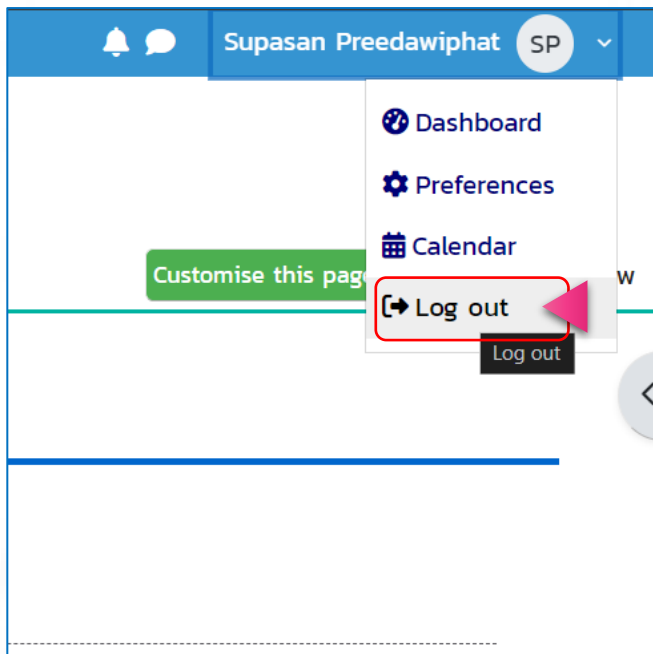 Supasan Preedawiphat SP
Dashboard
Preferences
Calendar
Customise this pag
w
Log out
Log out